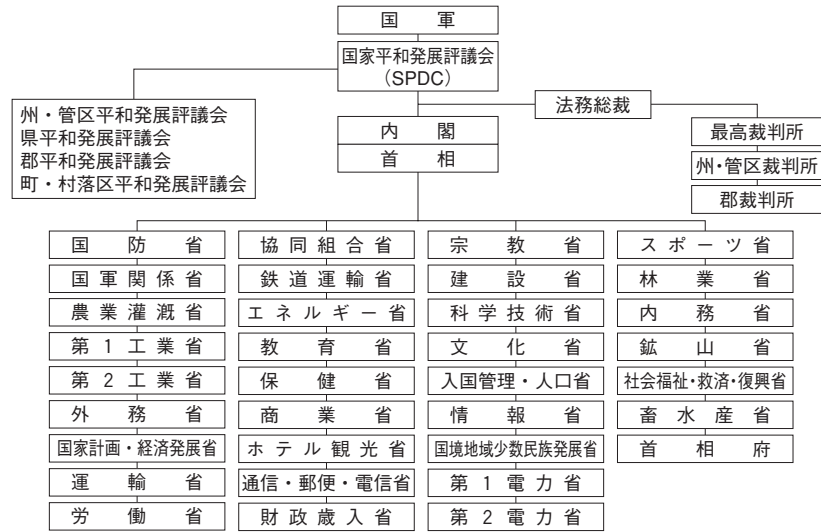 国軍
国家平和発展評議会
(SPDC)
法務総裁
州・管区平和発展評議会
県平和発展評議会
郡平和発展評議会
町・村落区平和発展評議会
内閣
首相
最高裁判所
州・管区裁判所
郡裁判所
国防省
国軍関係省
農業灌漑省
第1工業省
第2工業省
外務省
国家計画・経済発展省
運輸省
労働省
協同組合省
鉄道運輸省
エネルギー省
教育省
保健省
商業省
ホテル観光省
通信・郵便・電信省
財政歳入省
宗教省
建設省
科学技術省
文化省
入国管理・人口省
情報省
国境地域少数民族発展省
第1電力省
第2電力省
スポーツ省
林業省
内務省
鉱山省
社会福祉・救済・復興省
畜水産省
首相府